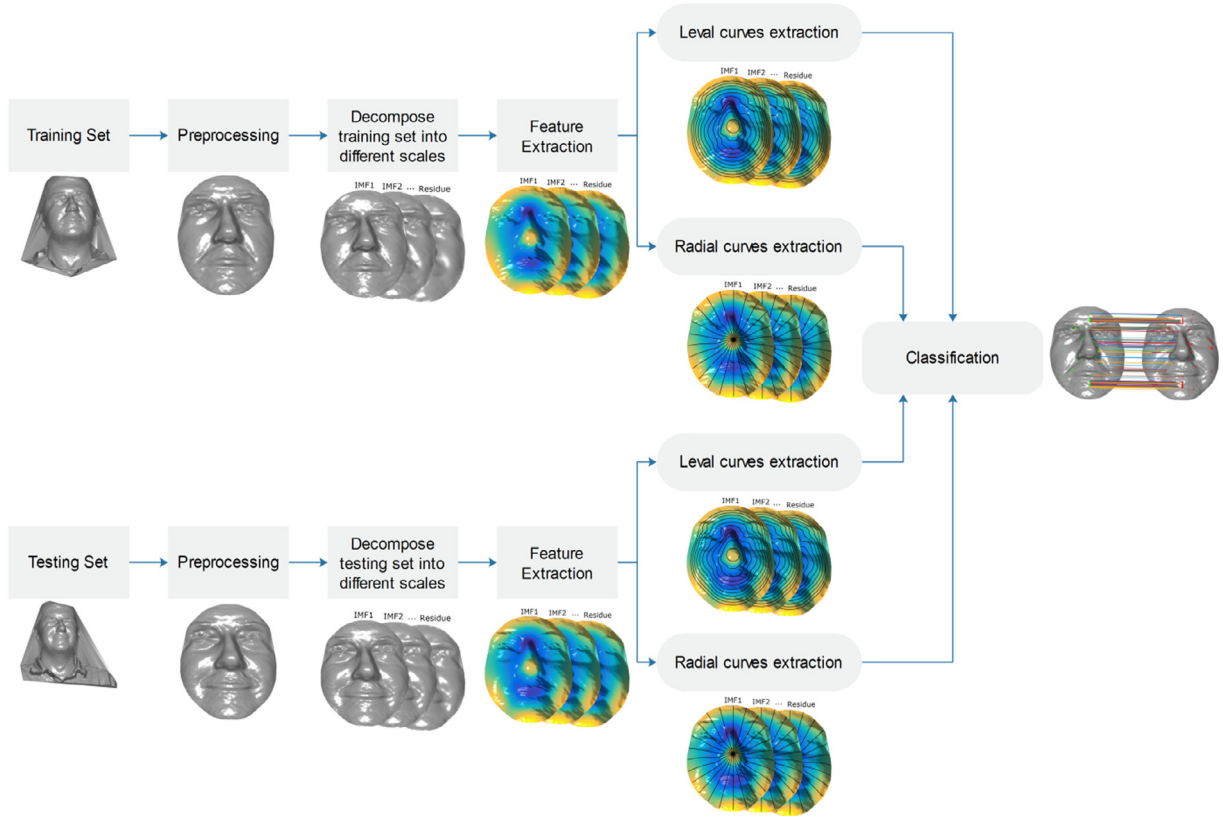 Leval curves extraction
IMF1 IMF2 ... Residue
Training Set
Preprocessing
Decompose
training set into
different scales
IMF1 IMF2 ... Residue
Feature
Extraction
IMF1 IMF2 ... Residue
Radial curves extraction
IMF1 IMF2 ... Residue
Classification
Leval curves extraction
IMF1 IMF2 ... Residue
Testing Set
Preprocessing
Decompose
testing set into
different scales
IMF1 IMF2 ... Residue
Feature
Extraction
IMF1 IMF2 ... Residue
Radial curves extraction
IMF1 IMF2 ... Residue